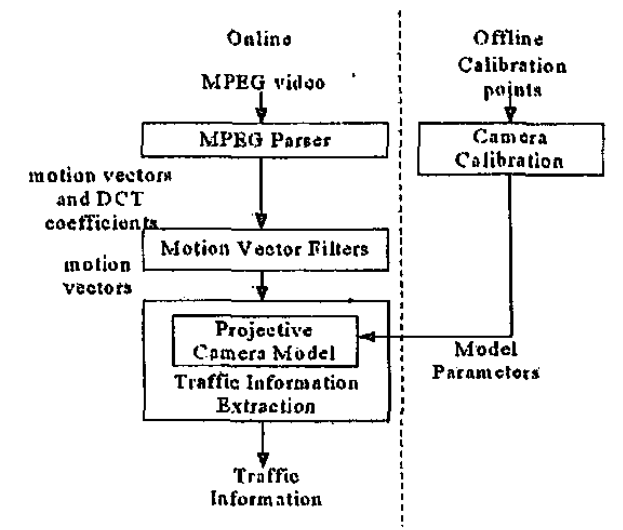 Online
MPEG video
MPEG Parser
motion vectors
and DCT
coefficients
Motion Vector Filters
motion
vectors
Projective
Camera Model
Traffic Information
Extraction
Traffic
Information
Offline
Calibration
points
Camera
Calibration
Model
Parameters